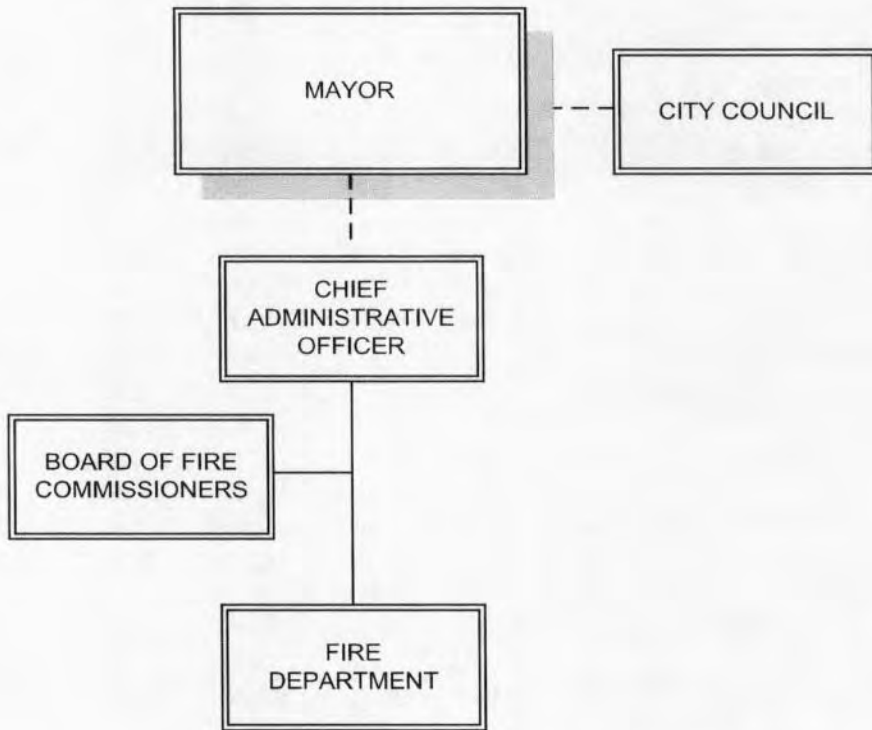 MAYOR
CITY COUNCIL
CHIEF
ADMINISTRATIVE
OFFICER
BOARD OF FIRE
COMMISSIONERS
FIRE
DEPARTMENT